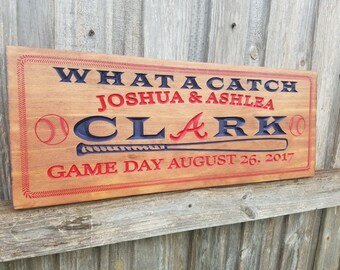 WHAT A CATCH
JOSHUA & ASHLEA
CLARK
GAME DAY AUGUST 26, 2017